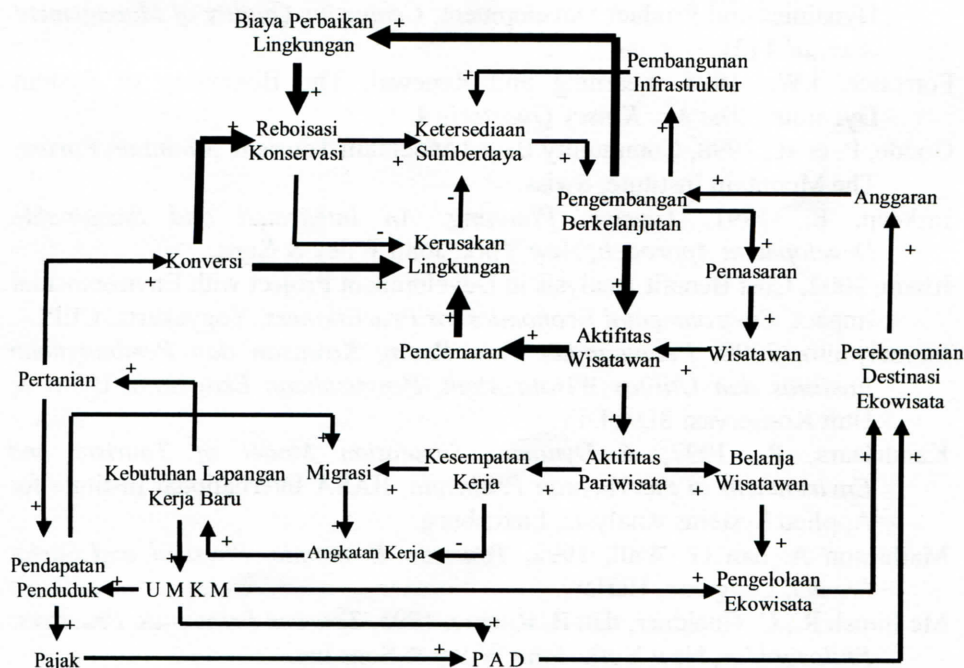 Biaya Perbaikan
Lingkungan
+
+
Pembangunan
Infrastruktur
+
+
Reboisasi
Konservasi
+
Ketersediaan
Sumberdaya
+
+
+
Pengembangan
Berkelanjutan
+
Anggaran
-
-
Kerusakan
Lingkungan
Konversi
+
+
+
+
+
+
Pemasaran
+
+
Pencemaran
+
Aktifitas
Wisatawan
+
Wisatawan
Perekonomian
Destinasi
Ekowisata
Pertanian
+
+
+
+
Kebutuhan Lapangan
Kerja Baru
Migrasi
+
Kesempatan
Kerja
+
Aktifitas
Pariwisata
+
Belanja
Wisatawan
+
+
+
+
+
+
Angkatan Kerja
-
+
Pendapatan
Penduduk
+
U M K M
+
Pengelolaan
Ekowisata
+
+
Pajak
+
P A D